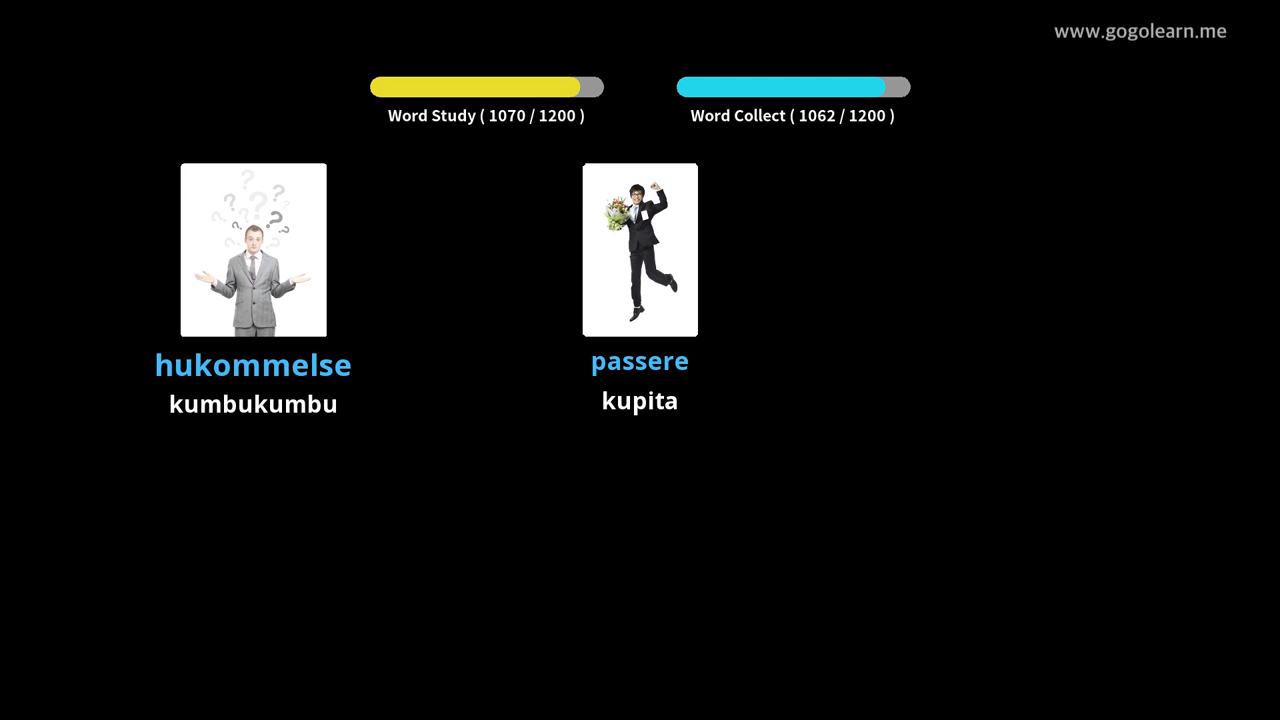 www.gogolearn.me
Word Study ( 1070 / 1200 )
Word Collect ( 1062 / 1200 )
hukommelse
kumbukumbu
passere
kupita